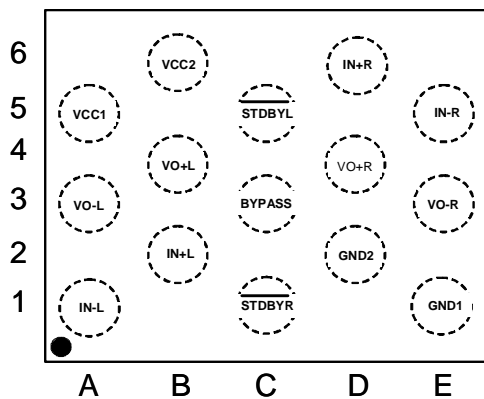 6
VCC2
IN+R
5
VCC1
STDBYL
IN-R
4
VO+L
VO+R
3
VO-L
BYPASS
VO-R
2
IN+L
GND2
1
IN-L
STDBYR
GND1
A B C D E